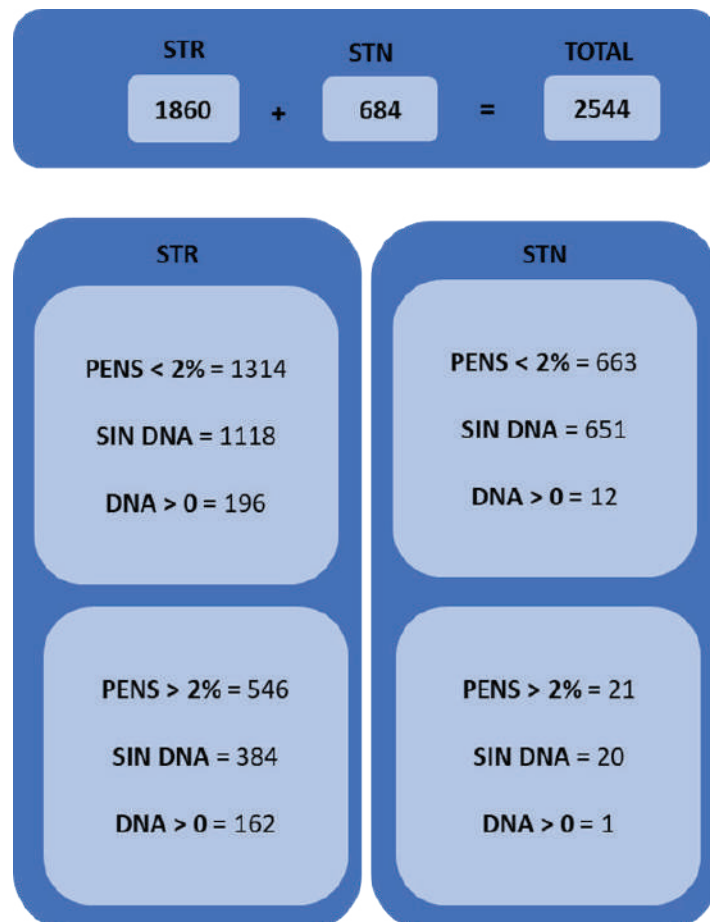 STR STN TOTAL
1860 + 684 = 2544
STR
PENS < 2% = 1314
SIN DNA = 1118
DNA > 0 = 196
PENS > 2% = 546
SIN DNA = 384
DNA > 0 = 162
STN
PENS < 2% = 663
SIN DNA = 651
DNA > 0 = 12
PENS > 2% = 21
SIN DNA = 20
DNA > 0 = 1